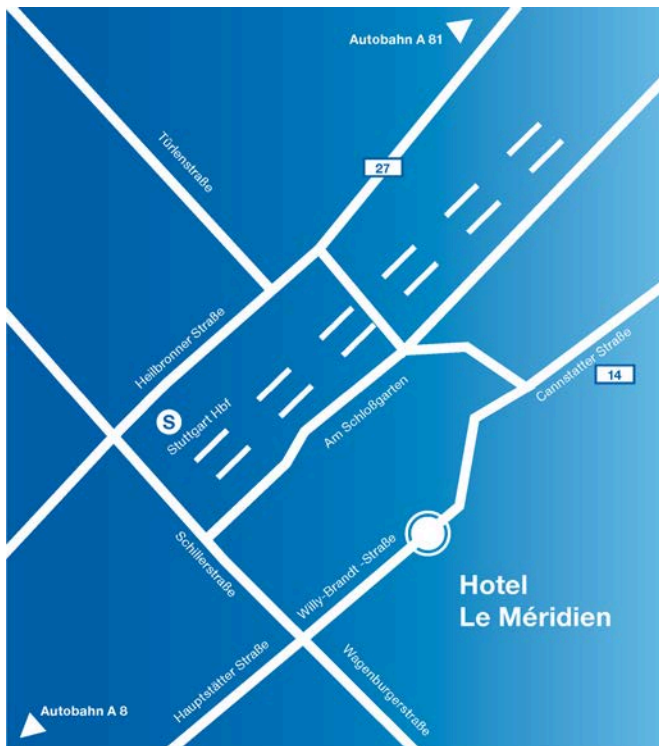 Autobahn A 81
Türlenstraße
27
Heilbronner Straße
Cannstatter Straße
14
S
Stuttgart Hbf
Am Schloßgarten
Schillerstraße
Willy-Brandt -Straße
Hotel
Le Méridien
Hauptstätter Straße
Wagenburgerstraße
Autobahn A 8